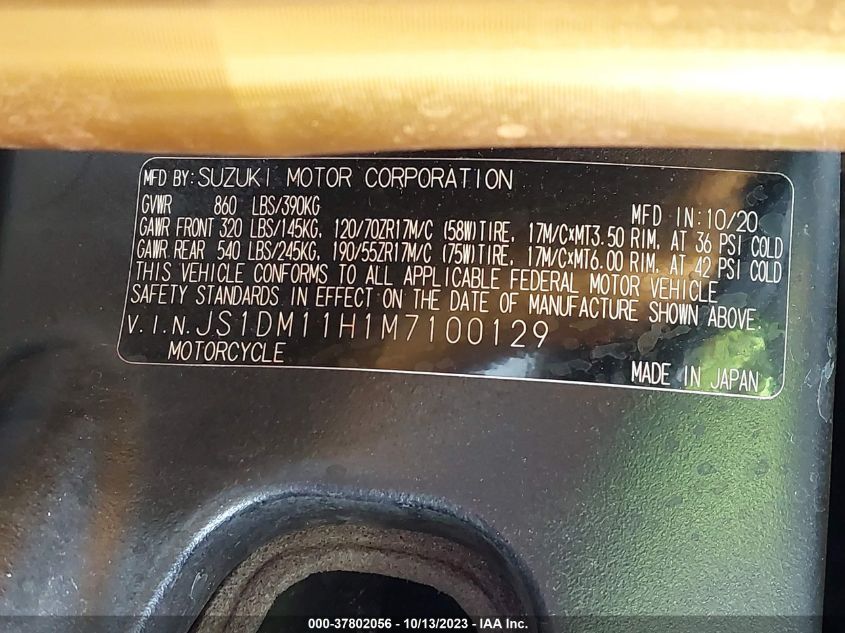 MFD BY: SUZUKI MOTOR CORPORATION
GVWR 860 LBS/390KG MFD IN: 10/20
GAWR FRONT 320 LBS/145KG, 120/70ZR17M/C (58W) TIRE, 17M/C×MT3.50 RIM, AT 36 PSI COLD
GAWR REAR 540 LBS/245KG, 190/55ZR17M/C (75W) TIRE, 17M/C×MT6.00 RIM, AT 42 PSI COLD
THIS VEHICLE CONFORMS TO ALL APPLICABLE FEDERAL MOTOR VEHICLE
SAFETY STANDARDS IN EFFECT ON THE DATE OF MANUFACTURE SHOWN ABOVE.
V.I.N. JS1DM11H1M7100129
MOTORCYCLE
MADE IN JAPAN
000-37802056 - 10/13/2023 - IAA Inc.